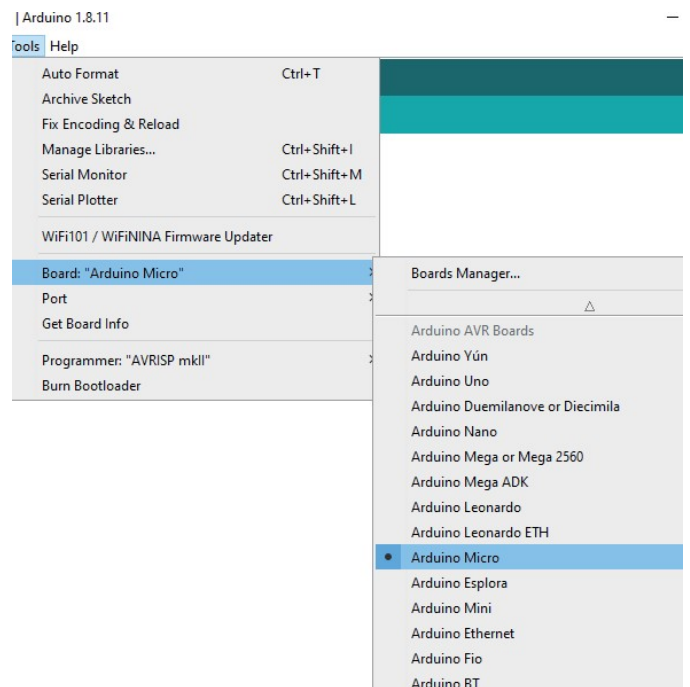 | Arduino 1.8.11
Tools Help
Auto Format Ctrl+T
Archive Sketch
Fix Encoding & Reload
Manage Libraries... Ctrl+Shift+I
Serial Monitor Ctrl+Shift+M
Serial Plotter Ctrl+Shift+L
WiFi101 / WiFiNINA Firmware Updater
Board: "Arduino Micro"
Port
Get Board Info
Programmer: "AVRISP mkII"
Burn Bootloader
Boards Manager...
Arduino AVR Boards
Arduino Yún
Arduino Uno
Arduino Duemilanove or Diecimila
Arduino Nano
Arduino Mega or Mega 2560
Arduino Mega ADK
Arduino Leonardo
Arduino Leonardo ETH
Arduino Micro
Arduino Esplora
Arduino Mini
Arduino Ethernet
Arduino Fio
Arduino BT